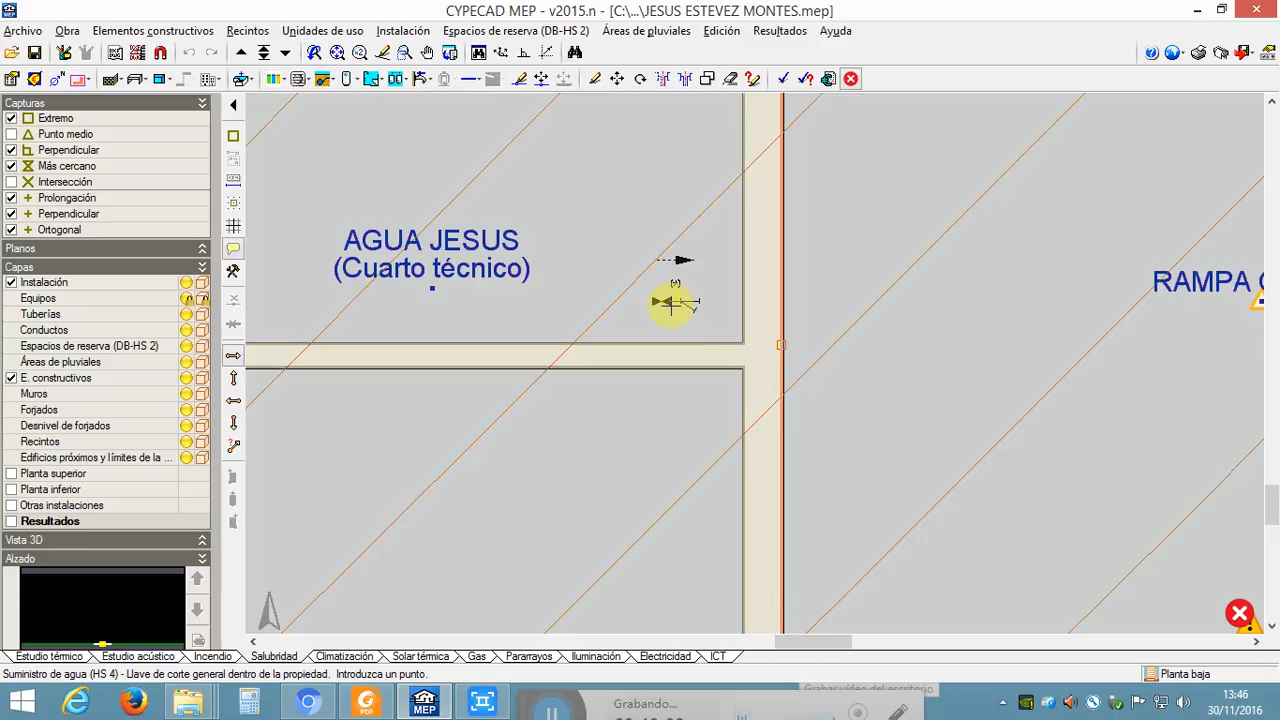 CYPECAD MEP - v2015.n - [C:\...\JESUS ESTEVEZ MONTES.mep]
Archivo Obra Elementos constructivos Recintos Unidades de uso Instalación Espacios de reserva (DB-HS 2) Áreas de pluviales Edición Resultados Ayuda
Capturas
Extremo
Punto medio
Perpendicular
Más cercano
Intersección
Prolongación
Perpendicular
Ortogonal
Planos
Capas
Instalación
Equipos
Tuberías
Conductos
Espacios de reserva (DB-HS 2)
Áreas de pluviales
E. constructivos
Muros
Forjados
Desnivel de forjados
Recintos
Edificios próximos y límites de la ...
Planta superior
Planta inferior
Otras instalaciones
Resultados
Vista 3D
Alzado
AGUA JESUS
(Cuarto técnico)
RAMPA
Estudio térmico Estudio acústico Incendio Salubridad Climatización Solar térmica Gas Pararrayos Iluminación Electricidad ICT
Suministro de agua (HS 4) - Llave de corte general dentro de la propiedad. Introduzca un punto.
Planta baja
Grabar vídeo del escritorio
Grabando...
PDF
MEP
13:46
30/11/2016